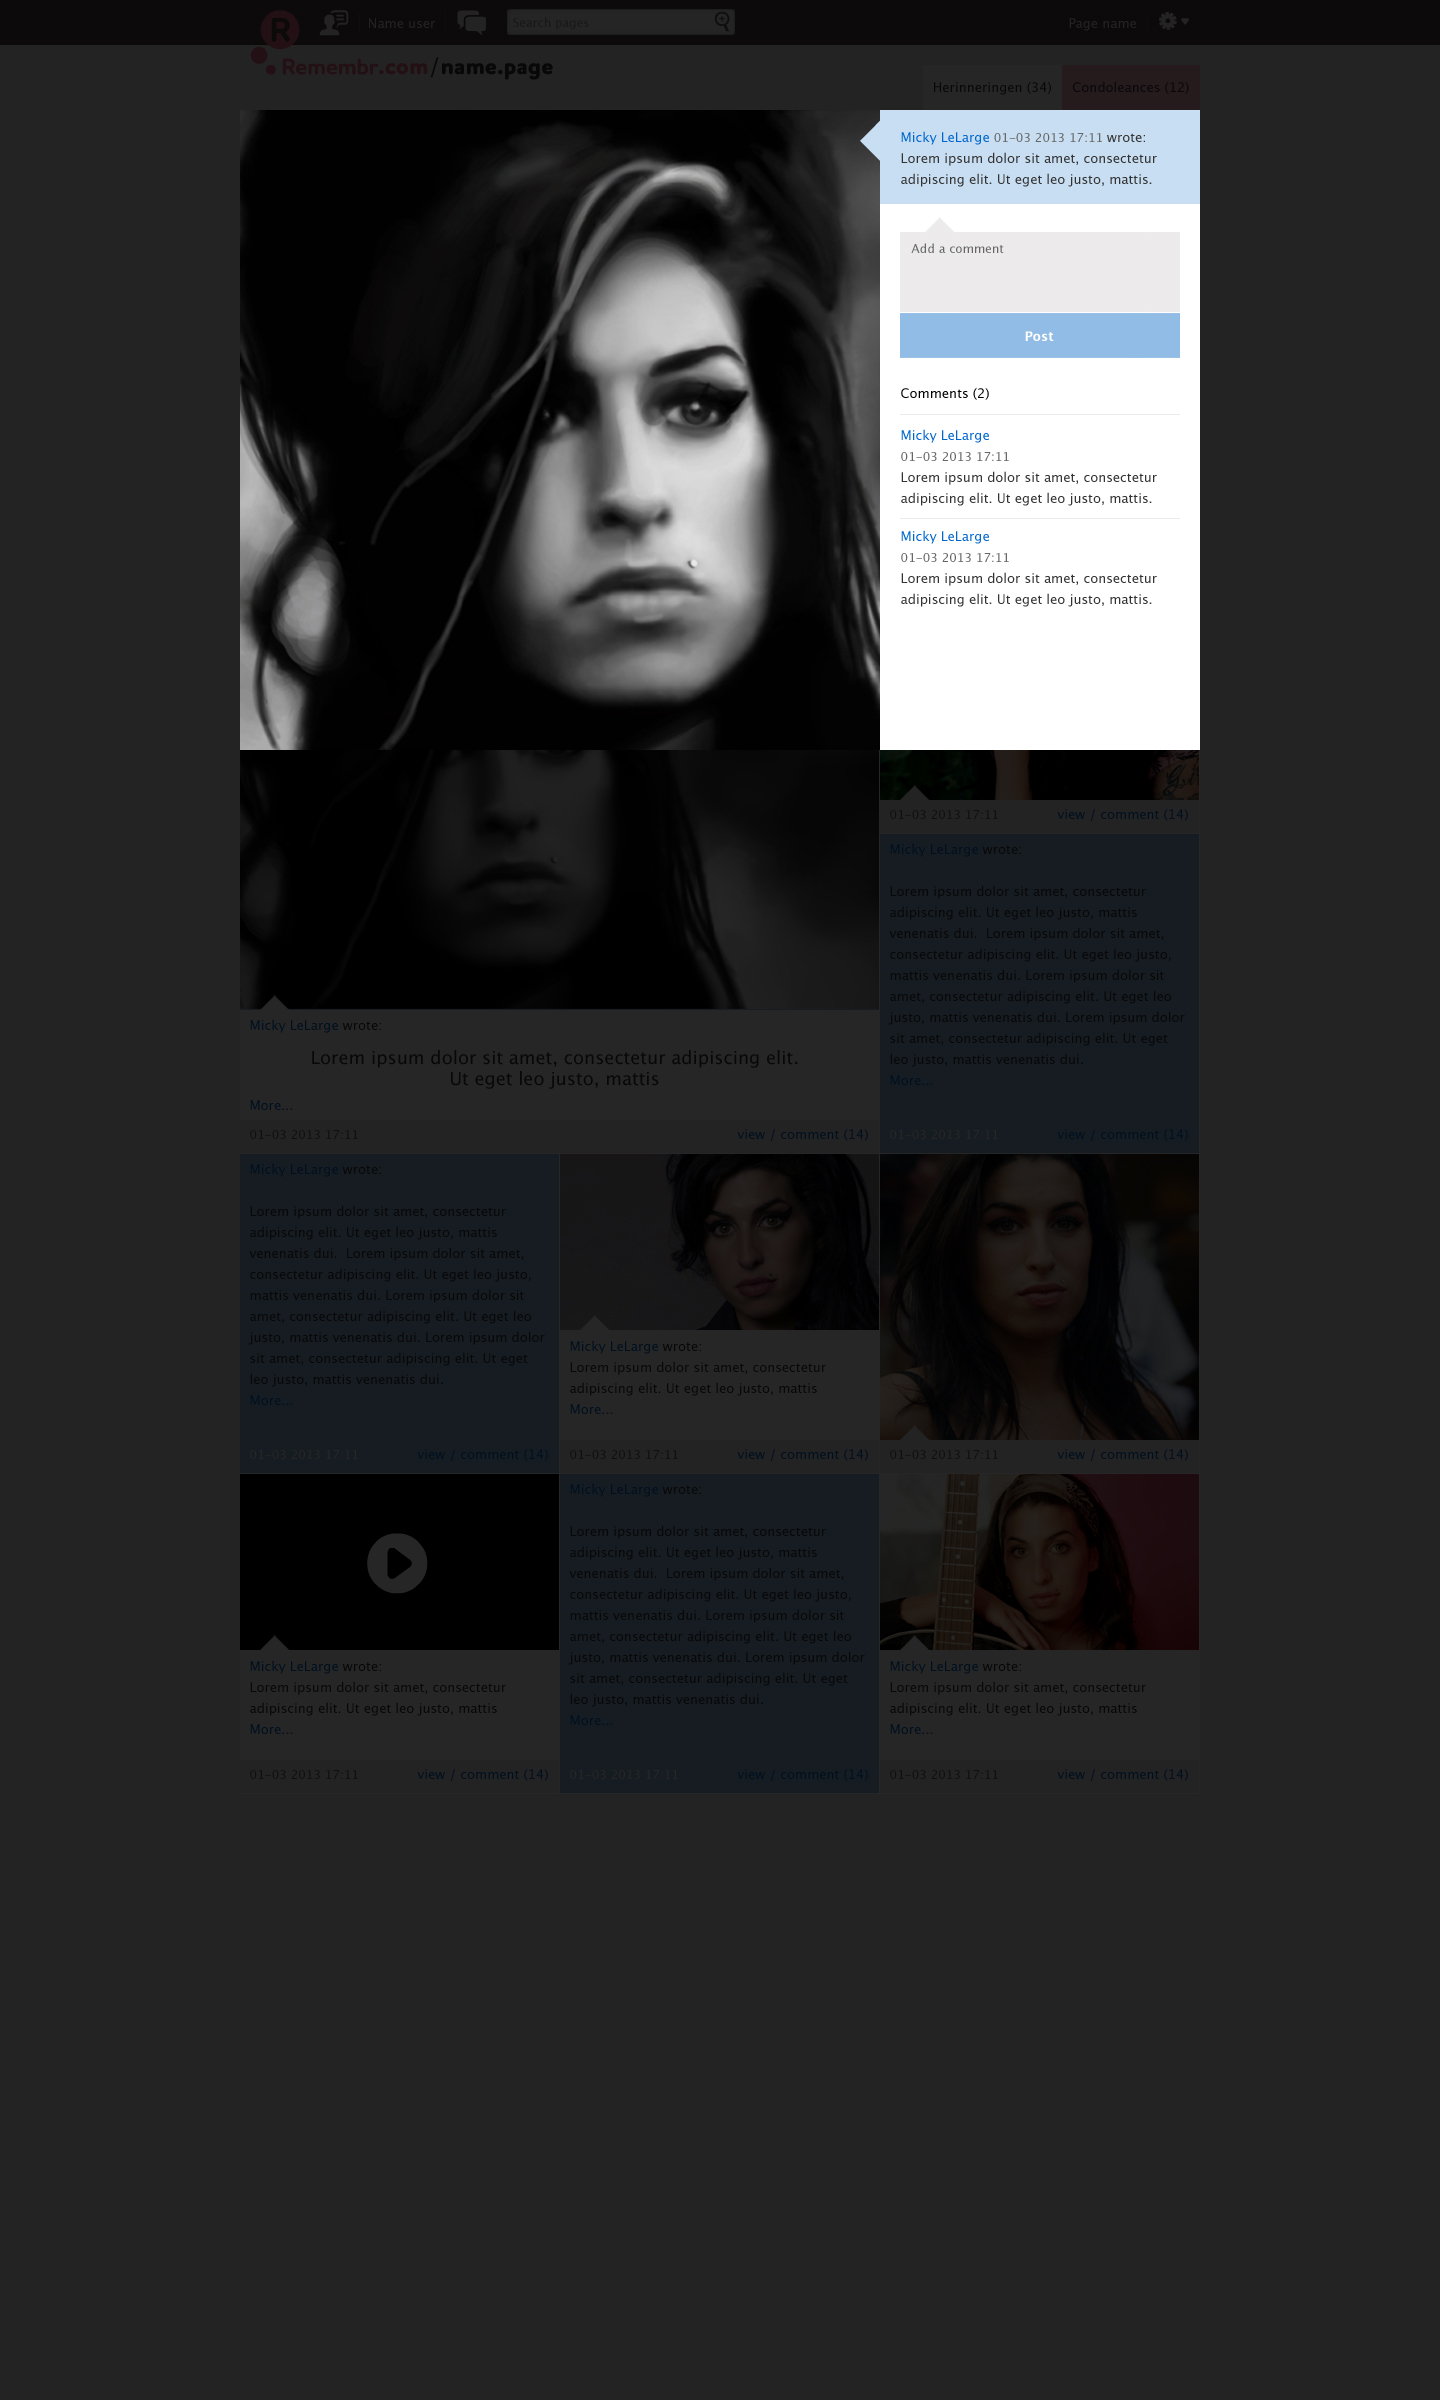 R
Name user
Search pages
Page name
Remembr.com/name.page
Herinneringen (34)
Condoleances (12)
Micky LeLarge 01-03 2013 17:11 wrote:
Lorem ipsum dolor sit amet, consectetur
adipiscing elit. Ut eget leo justo, mattis.
Add a comment
Post
Comments (2)
Micky LeLarge
01-03 2013 17:11
Lorem ipsum dolor sit amet, consectetur
adipiscing elit. Ut eget leo justo, mattis.
Micky LeLarge
01-03 2013 17:11
Lorem ipsum dolor sit amet, consectetur
adipiscing elit. Ut eget leo justo, mattis.
01-03 2013 17:11
view / comment (14)
Micky LeLarge wrote:
Lorem ipsum dolor sit amet, consectetur
adipiscing elit. Ut eget leo justo, mattis
venenatis dui.  Lorem ipsum dolor sit amet,
consectetur adipiscing elit. Ut eget leo justo,
mattis venenatis dui. Lorem ipsum dolor sit
amet, consectetur adipiscing elit. Ut eget leo
justo, mattis venenatis dui. Lorem ipsum dolor
sit amet, consectetur adipiscing elit. Ut eget
leo justo, mattis venenatis dui.
More...
01-03 2013 17:11
view / comment (14)
Micky LeLarge wrote:
Lorem ipsum dolor sit amet, consectetur adipiscing elit.
Ut eget leo justo, mattis
More...
01-03 2013 17:11
view / comment (14)
Micky LeLarge wrote:
Lorem ipsum dolor sit amet, consectetur
adipiscing elit. Ut eget leo justo, mattis
venenatis dui.  Lorem ipsum dolor sit amet,
consectetur adipiscing elit. Ut eget leo justo,
mattis venenatis dui. Lorem ipsum dolor sit
amet, consectetur adipiscing elit. Ut eget leo
justo, mattis venenatis dui. Lorem ipsum dolor
sit amet, consectetur adipiscing elit. Ut eget
leo justo, mattis venenatis dui.
More...
01-03 2013 17:11
view / comment (14)
Micky LeLarge wrote:
Lorem ipsum dolor sit amet, consectetur
adipiscing elit. Ut eget leo justo, mattis
More...
01-03 2013 17:11
view / comment (14)
01-03 2013 17:11
view / comment (14)
Micky LeLarge wrote:
Lorem ipsum dolor sit amet, consectetur
adipiscing elit. Ut eget leo justo, mattis
More...
01-03 2013 17:11
view / comment (14)
Micky LeLarge wrote:
Lorem ipsum dolor sit amet, consectetur
adipiscing elit. Ut eget leo justo, mattis
venenatis dui.  Lorem ipsum dolor sit amet,
consectetur adipiscing elit. Ut eget leo justo,
mattis venenatis dui. Lorem ipsum dolor sit
amet, consectetur adipiscing elit. Ut eget leo
justo, mattis venenatis dui. Lorem ipsum dolor
sit amet, consectetur adipiscing elit. Ut eget
leo justo, mattis venenatis dui.
More...
01-03 2013 17:11
view / comment (14)
Micky LeLarge wrote:
Lorem ipsum dolor sit amet, consectetur
adipiscing elit. Ut eget leo justo, mattis
More...
01-03 2013 17:11
view / comment (14)